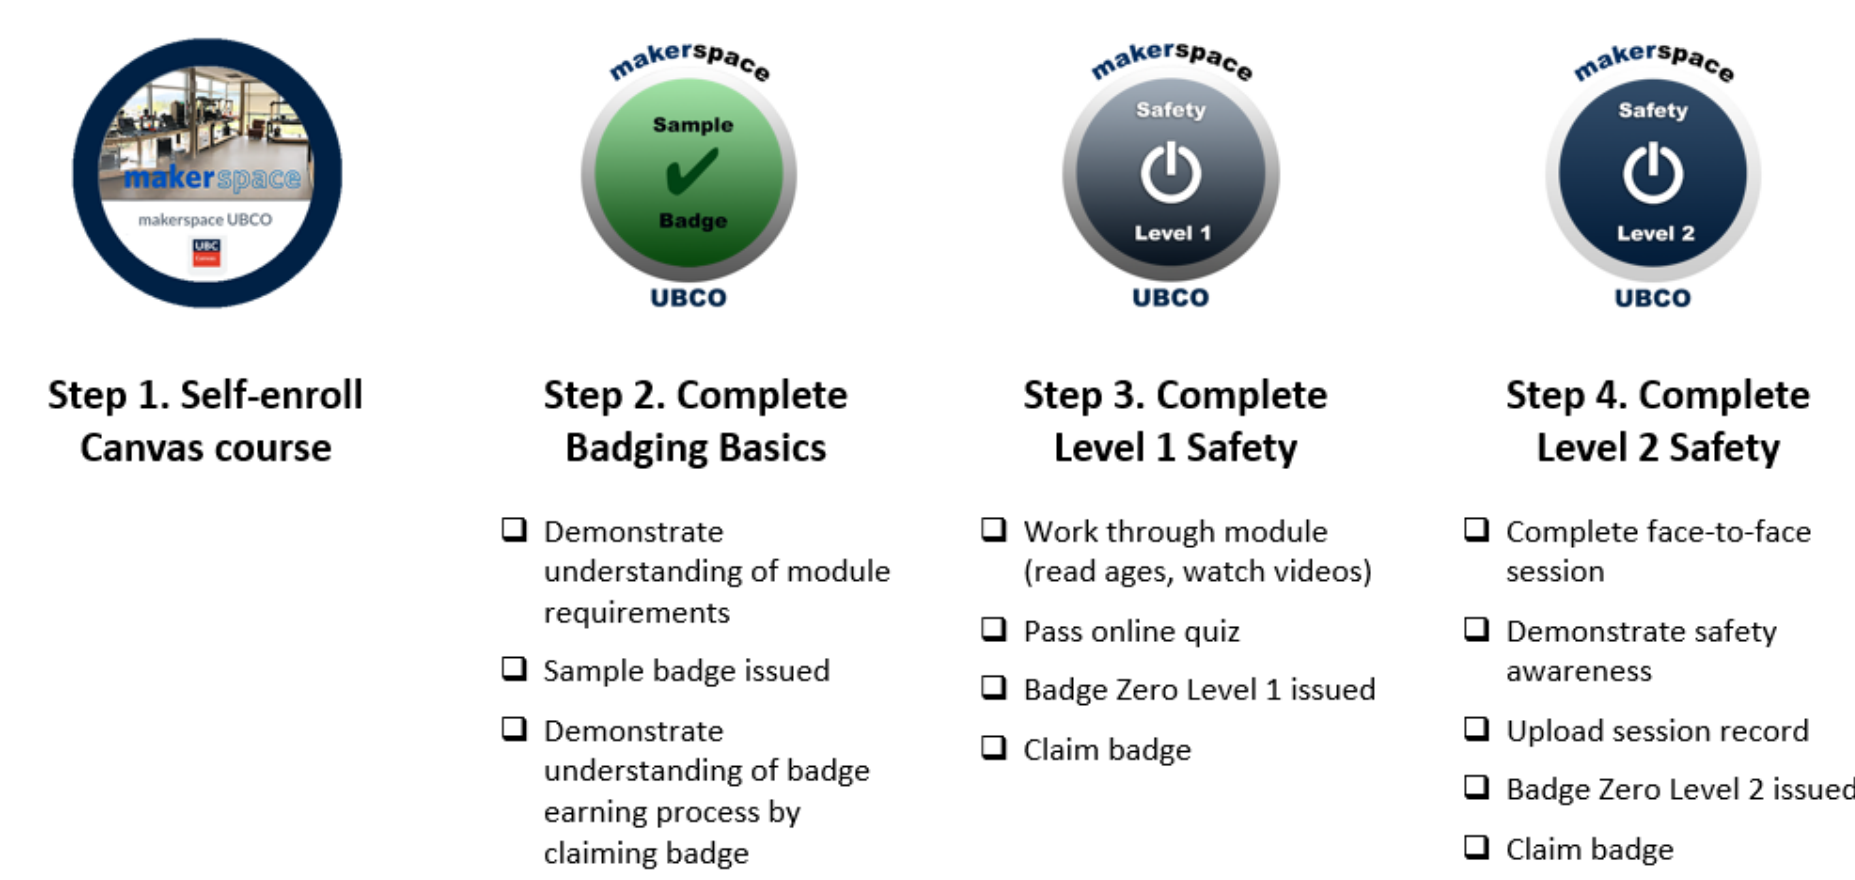 makerspace
makerspace UBCO
UBC
Canvas
Step 1. Self-enroll
Canvas course
makerspace
Sample
Badge
UBCO
Step 2. Complete
Badging Basics
Demonstrate
understanding of module
requirements
Sample badge issued
Demonstrate
understanding of badge
earning process by
claiming badge
makerspace
Safety
Level 1
UBCO
Step 3. Complete
Level 1 Safety
Work through module
(read ages, watch videos)
Pass online quiz
Badge Zero Level 1 issued
Claim badge
makerspace
Safety
Level 2
UBCO
Step 4. Complete
Level 2 Safety
Complete face-to-face
session
Demonstrate safety
awareness
Upload session record
Badge Zero Level 2 issued
Claim badge